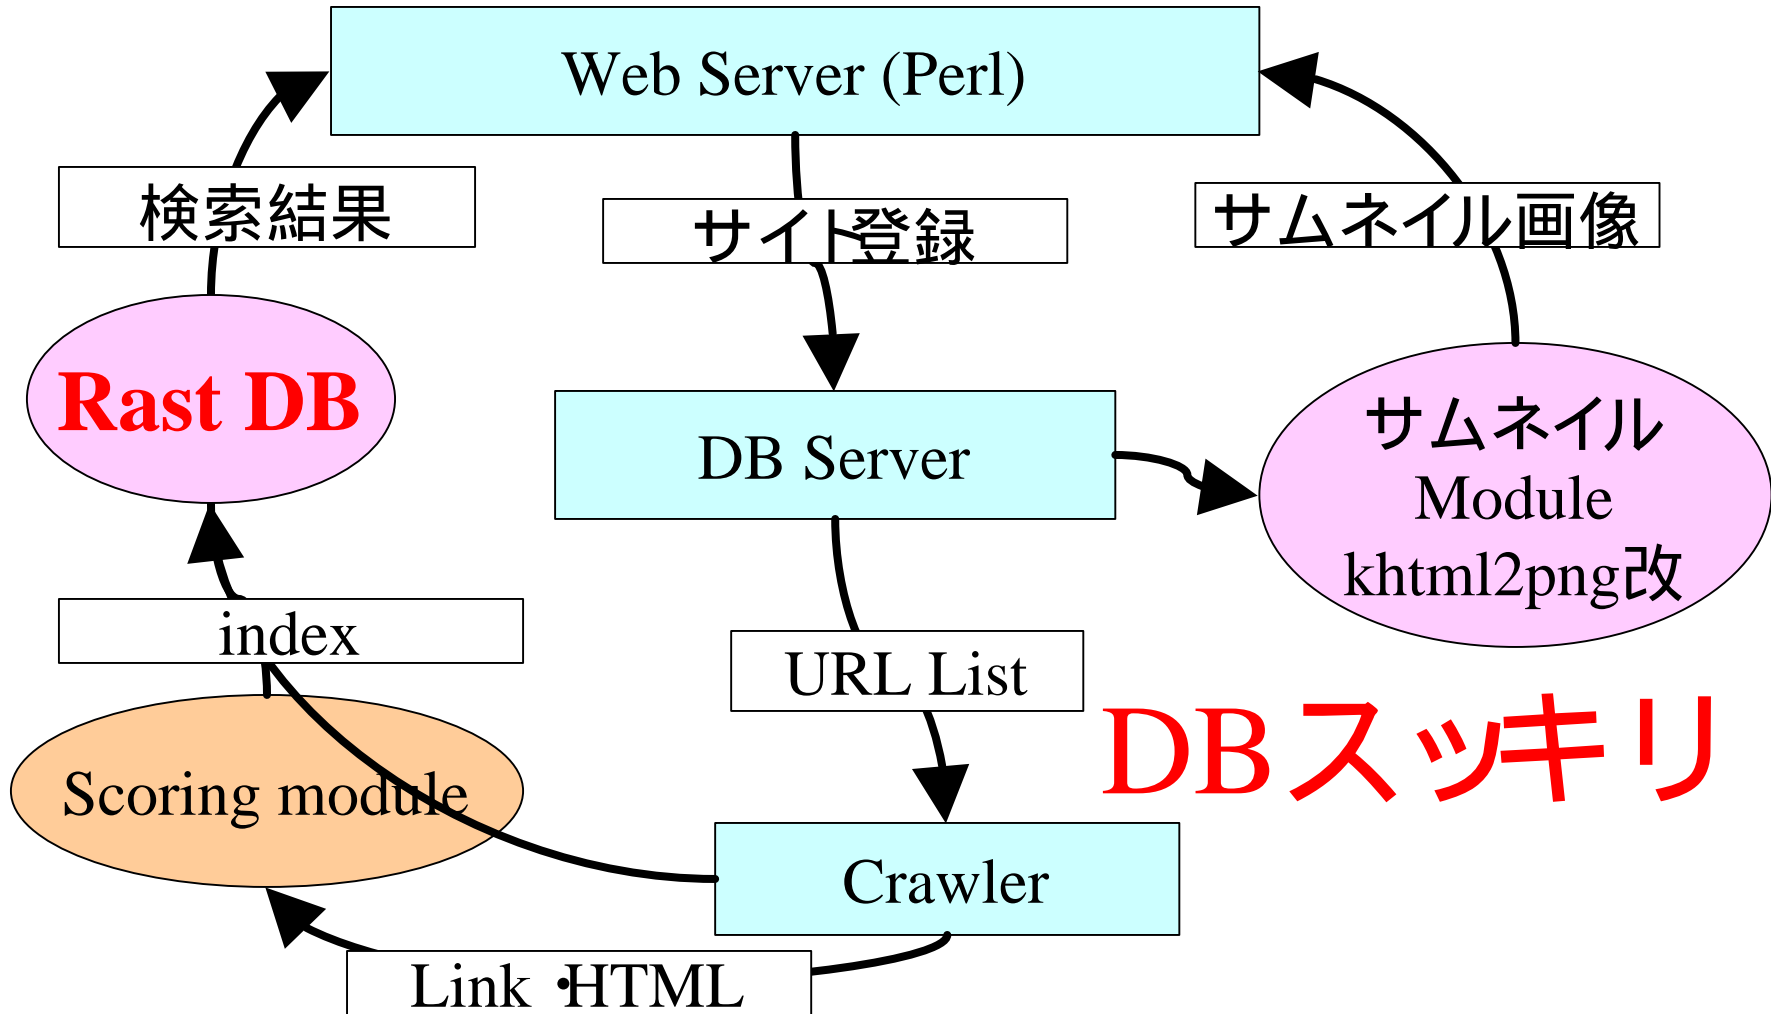 Web Server (Perl)
検索結果
サイト登録
サムネイル画像
Rast DB
DB Server
サムネイル
Module
khtml2png改
index
URL List
DBスッキリ
Scoring module
Crawler
Link ・HTML